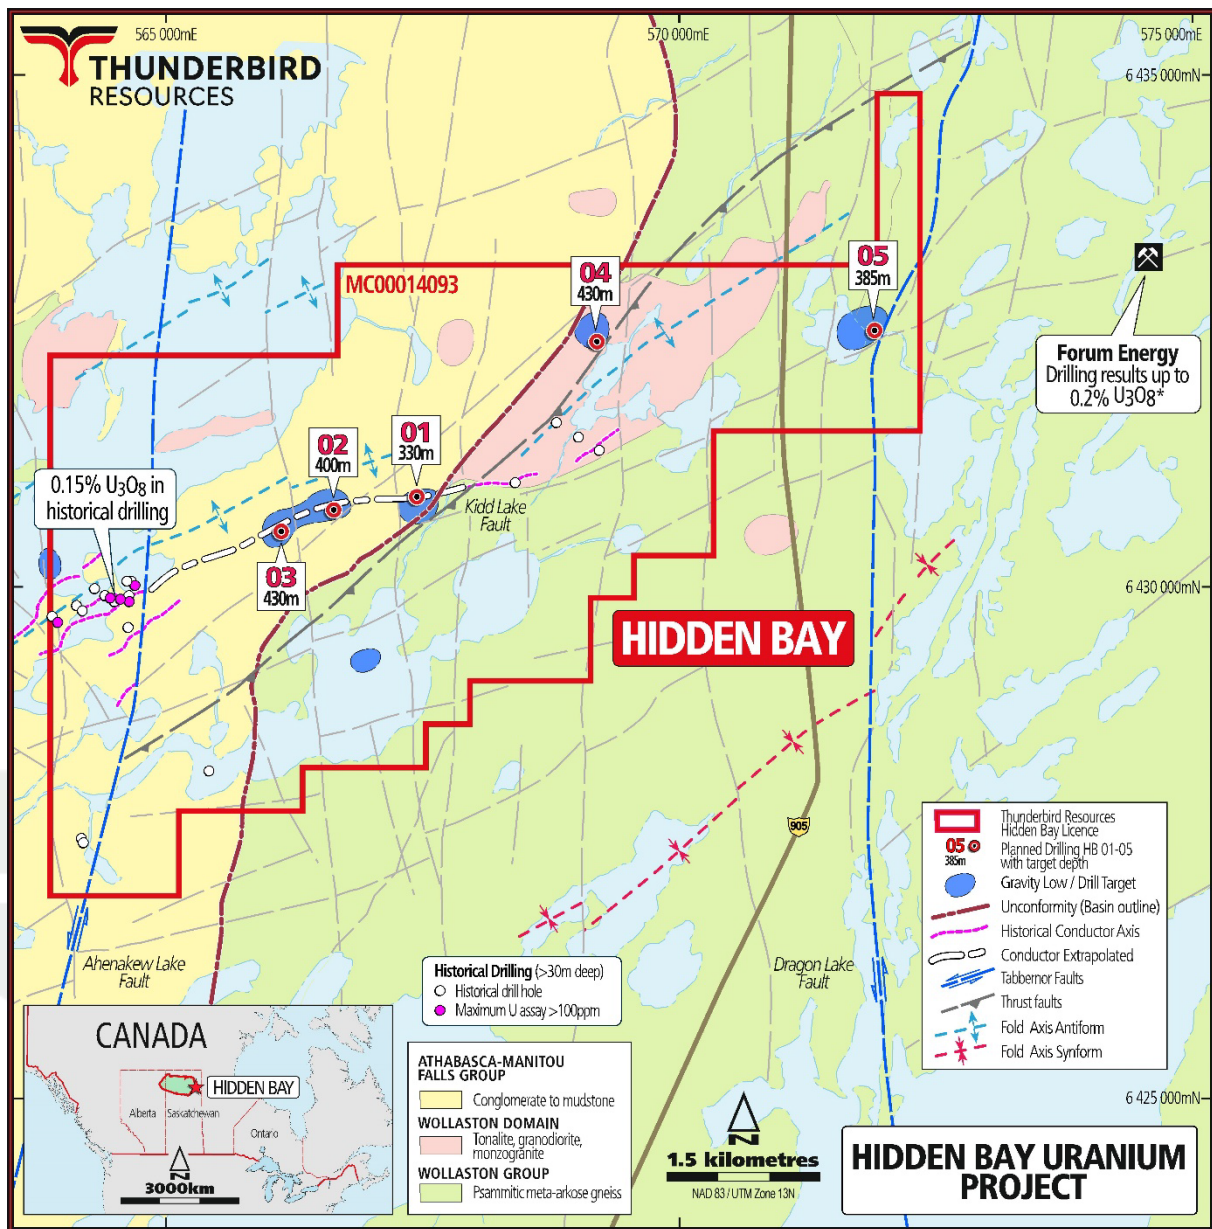 565 000mE
570 000mE
575 000mE
THUNDERBIRD
RESOURCES
6 435 000mN
MC00014093
04
430m
05
385m
Forum Energy
Drilling results up to
0.2% U3O8*
02
400m
01
330m
0.15% U3O8 in
historical drilling
Kidd Lake
Fault
03
430m
6 430 000mN
HIDDEN BAY
905
Thunderbird Resources
Hidden Bay Licence
05
385m
Planned Drilling HB 01-05
with target depth
Gravity Low / Drill Target
Unconformity (Basin outline)
Historical Conductor Axis
Conductor Extrapolated
Tabbernor Faults
Thrust faults
Fold Axis Antiform
Fold Axis Synform
Ahenakew Lake
Fault
Historical Drilling (>30m deep)
Historical drill hole
Maximum U assay >100ppm
Dragon Lake
Fault
CANADA
HIDDEN BAY
Alberta
Saskatchewan
Ontario
N
3000km
ATHABASCA-MANITOU
FALLS GROUP
Conglomerate to mudstone
WOLLASTON DOMAIN
Tonalite, granodiorite,
monzogranite
WOLLASTON GROUP
Psammitic meta-arkose gneiss
N
1.5 kilometres
NAD 83 / UTM Zone 13N
6 425 000mN
HIDDEN BAY URANIUM
PROJECT